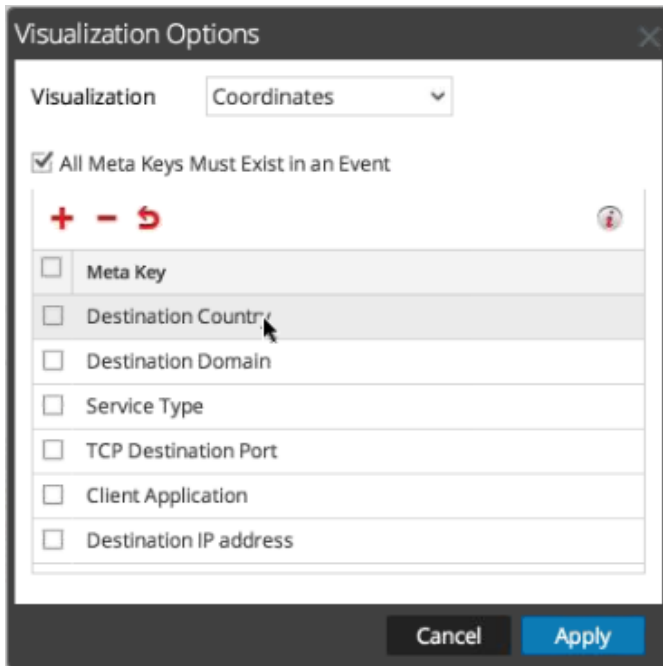 Visualization Options
Visualization Coordinates
All Meta Keys Must Exist in an Event
Meta Key
Destination Country
Destination Domain
Service Type
TCP Destination Port
Client Application
Destination IP address
Cancel Apply